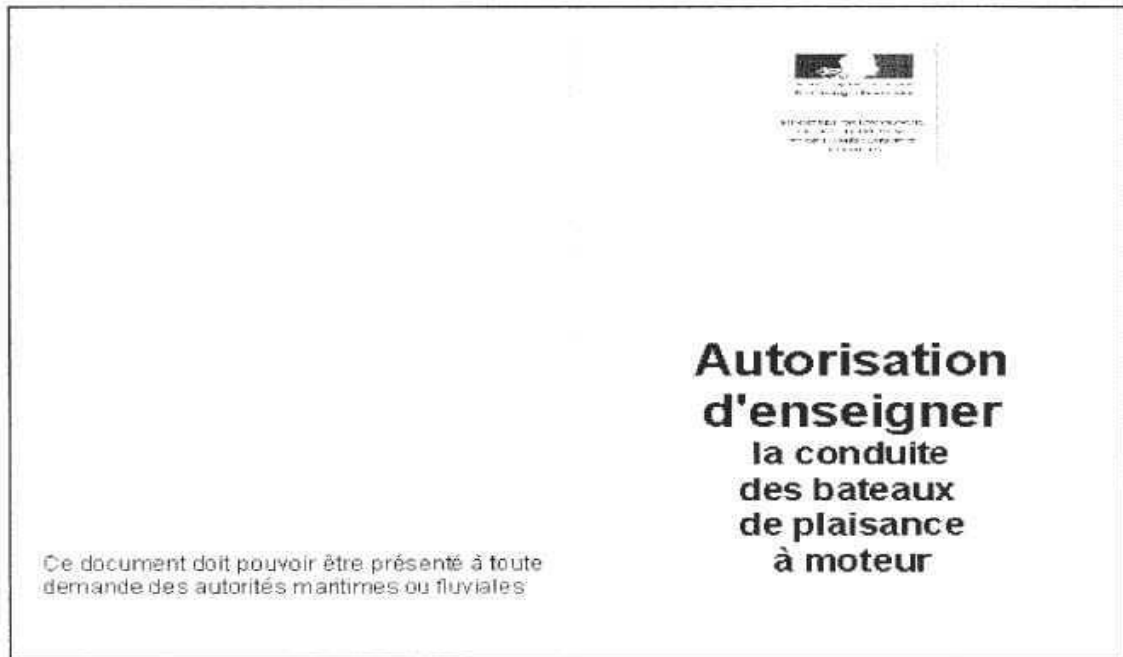 Autorisation
d'enseigner
la conduite
des bateaux
de plaisance
à moteur
Ce document doit pouvoir être présenté à toute
demande des autorités maritimes ou fluviales